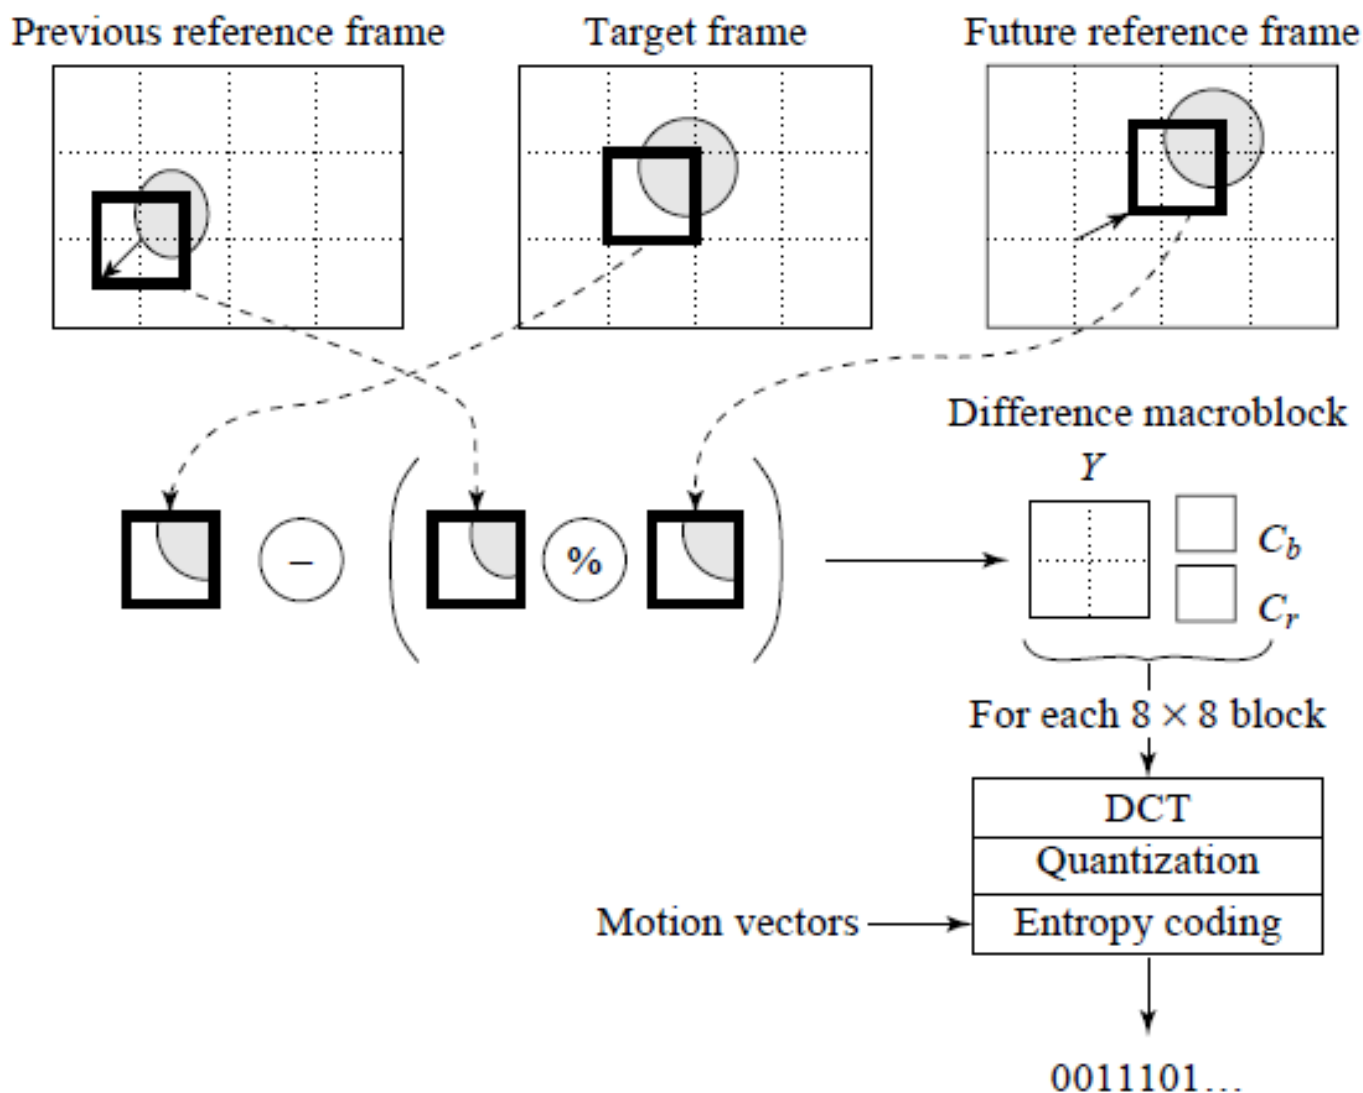 Previous reference frame
Target frame
Future reference frame
Difference macroblock
Y
− ( % )
C_b
C_r
For each 8 × 8 block
DCT
Quantization
Motion vectors
Entropy coding
0011101…